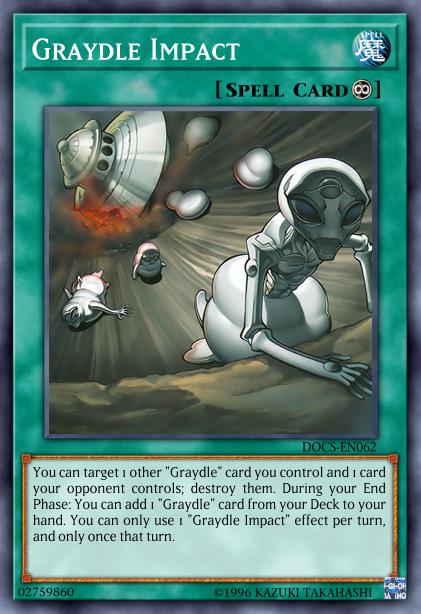 Graydle Impact
SPELL
魔
[Spell Card]
DOCS-EN062
You can target 1 other "Graydle" card you control and 1 card
your opponent controls; destroy them. During your End
Phase: You can add 1 "Graydle" card from your Deck to your
hand. You can only use 1 "Graydle Impact" effect per turn,
and only once that turn.
02759860
©1996 KAZUKI TAKAHASHI